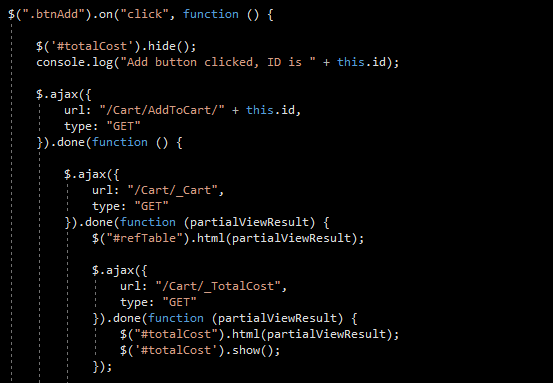 $(".btnAdd").on("click", function () {
$('#totalCost').hide();
console.log("Add button clicked, ID is " + this.id);
$.ajax({
url: "/Cart/AddToCart/" + this.id,
type: "GET"
}).done(function () {
$.ajax({
url: "/Cart/_Cart",
type: "GET"
}).done(function (partialViewResult) {
$("#refTable").html(partialViewResult);
$.ajax({
url: "/Cart/_TotalCost",
type: "GET"
}).done(function (partialViewResult) {
$("#totalCost").html(partialViewResult);
$('#totalCost').show();
});